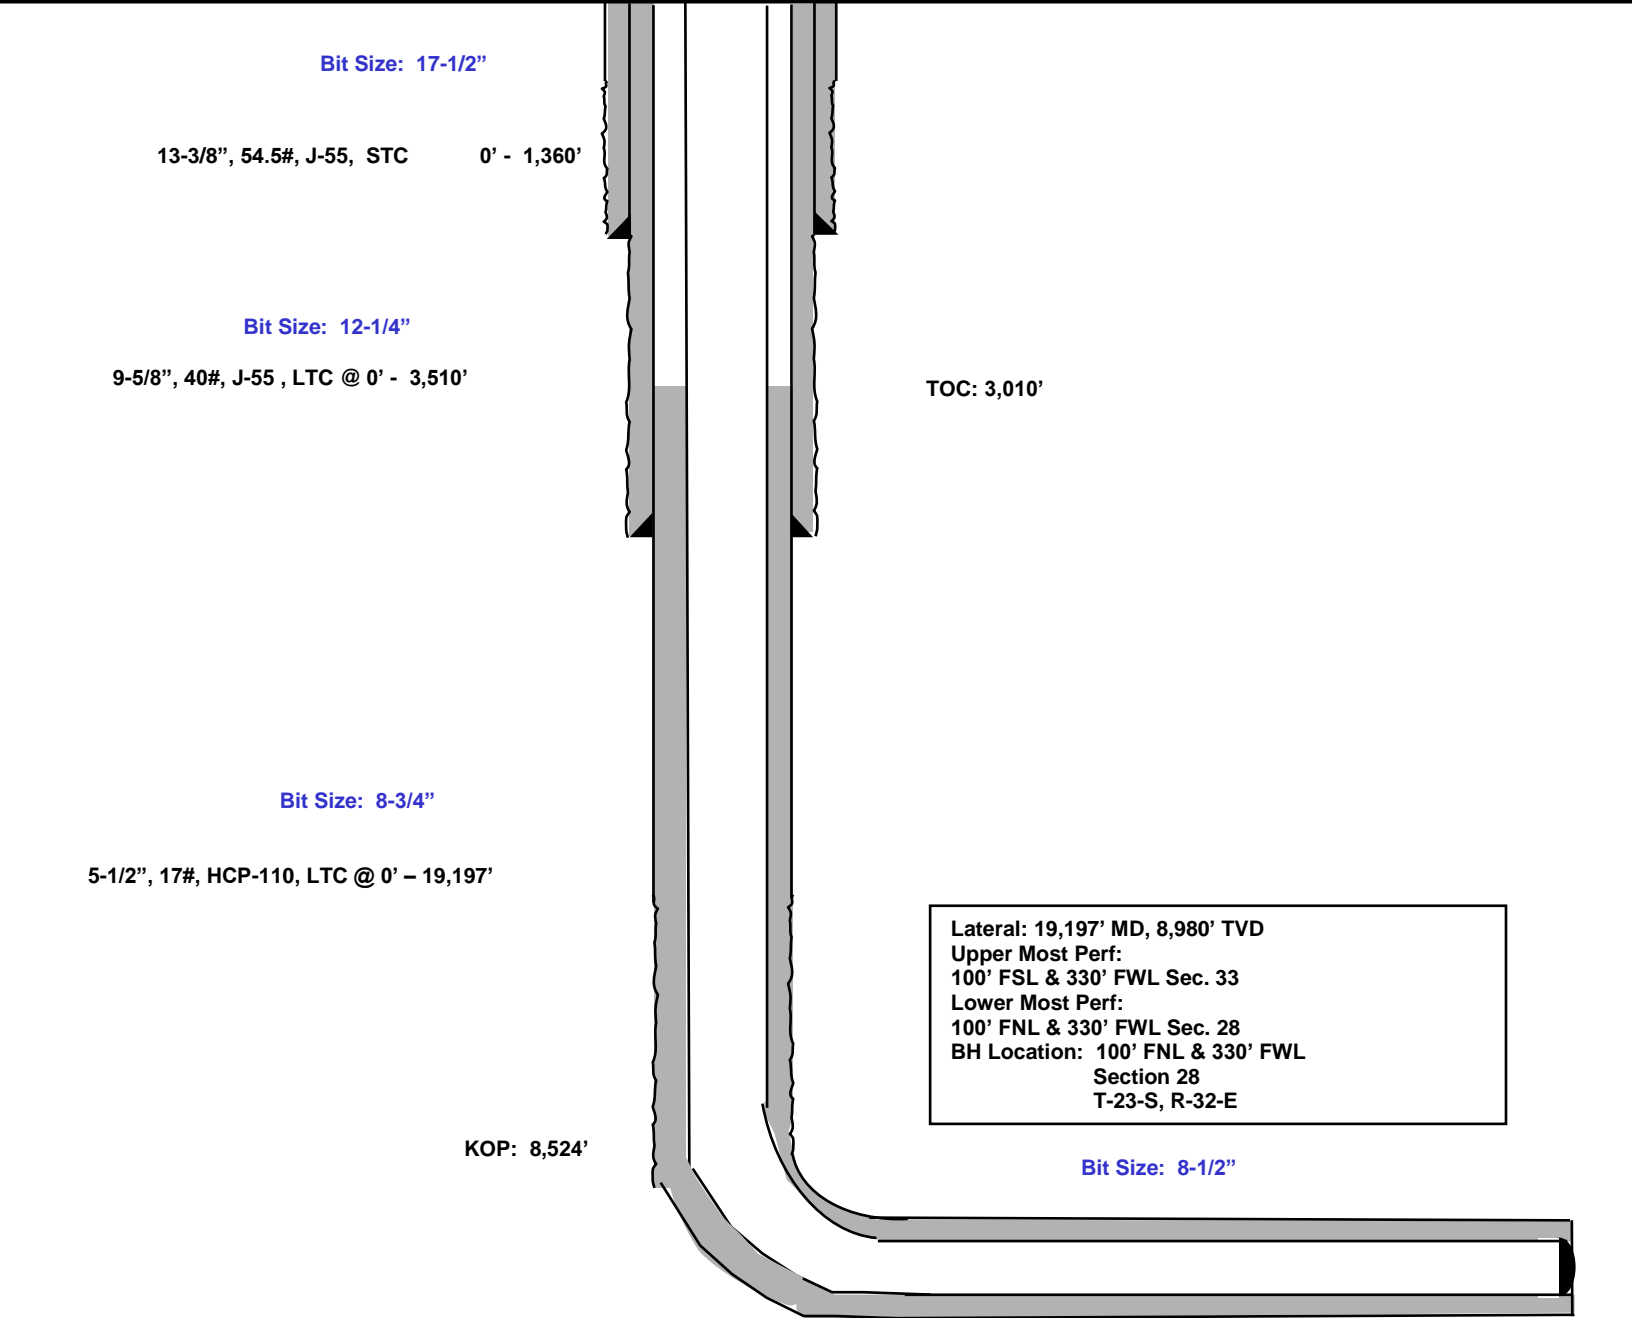 Bit Size: 17-1/2”
13-3/8”, 54.5#, J-55, STC 0’ - 1,360’
Bit Size: 12-1/4”
9-5/8”, 40#, J-55 , LTC @ 0’ - 3,510’
TOC: 3,010’
Bit Size: 8-3/4”
5-1/2”, 17#, HCP-110, LTC @ 0’ – 19,197’
Lateral: 19,197’ MD, 8,980’ TVD
Upper Most Perf:
100’ FSL & 330’ FWL Sec. 33
Lower Most Perf:
100’ FNL & 330’ FWL Sec. 28
BH Location: 100’ FNL & 330’ FWL
Section 28
T-23-S, R-32-E
KOP: 8,524’
Bit Size: 8-1/2”